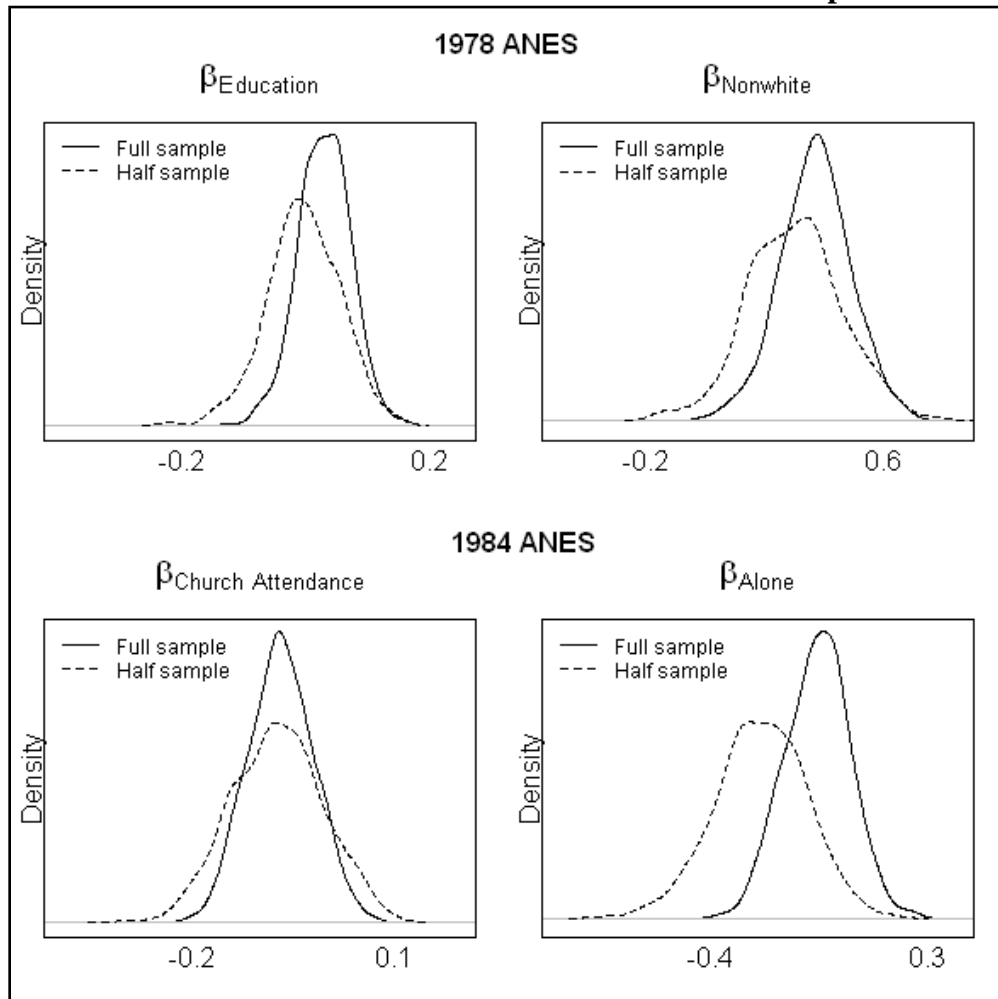 1978 ANES
βEducation
βNonwhite
Full sample
Half sample
Full sample
Half sample
Density
Density
-0.2 0.2
-0.2 0.6
1984 ANES
βChurch Attendance
βAlone
Full sample
Half sample
Full sample
Half sample
Density
Density
-0.2 0.1
-0.4 0.3